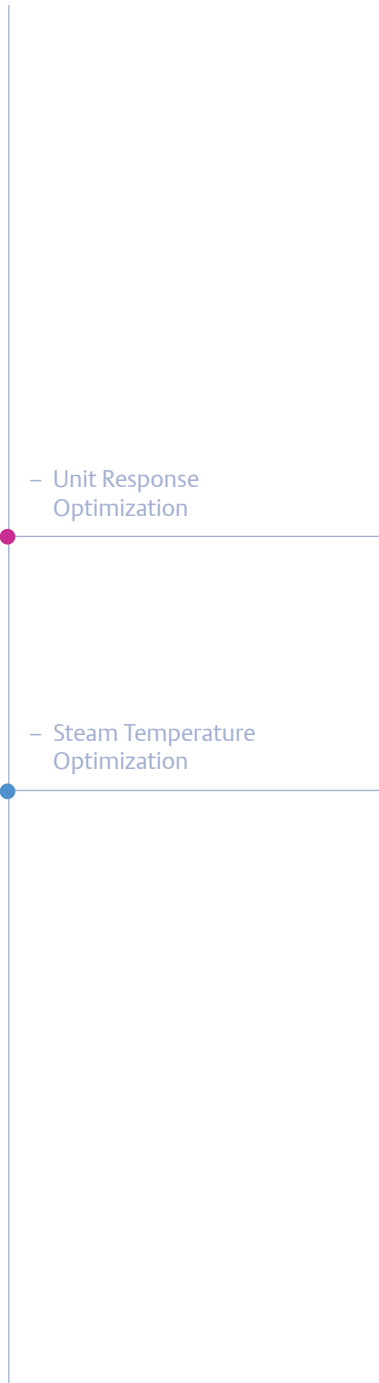 – Unit Response
Optimization
– Steam Temperature
Optimization